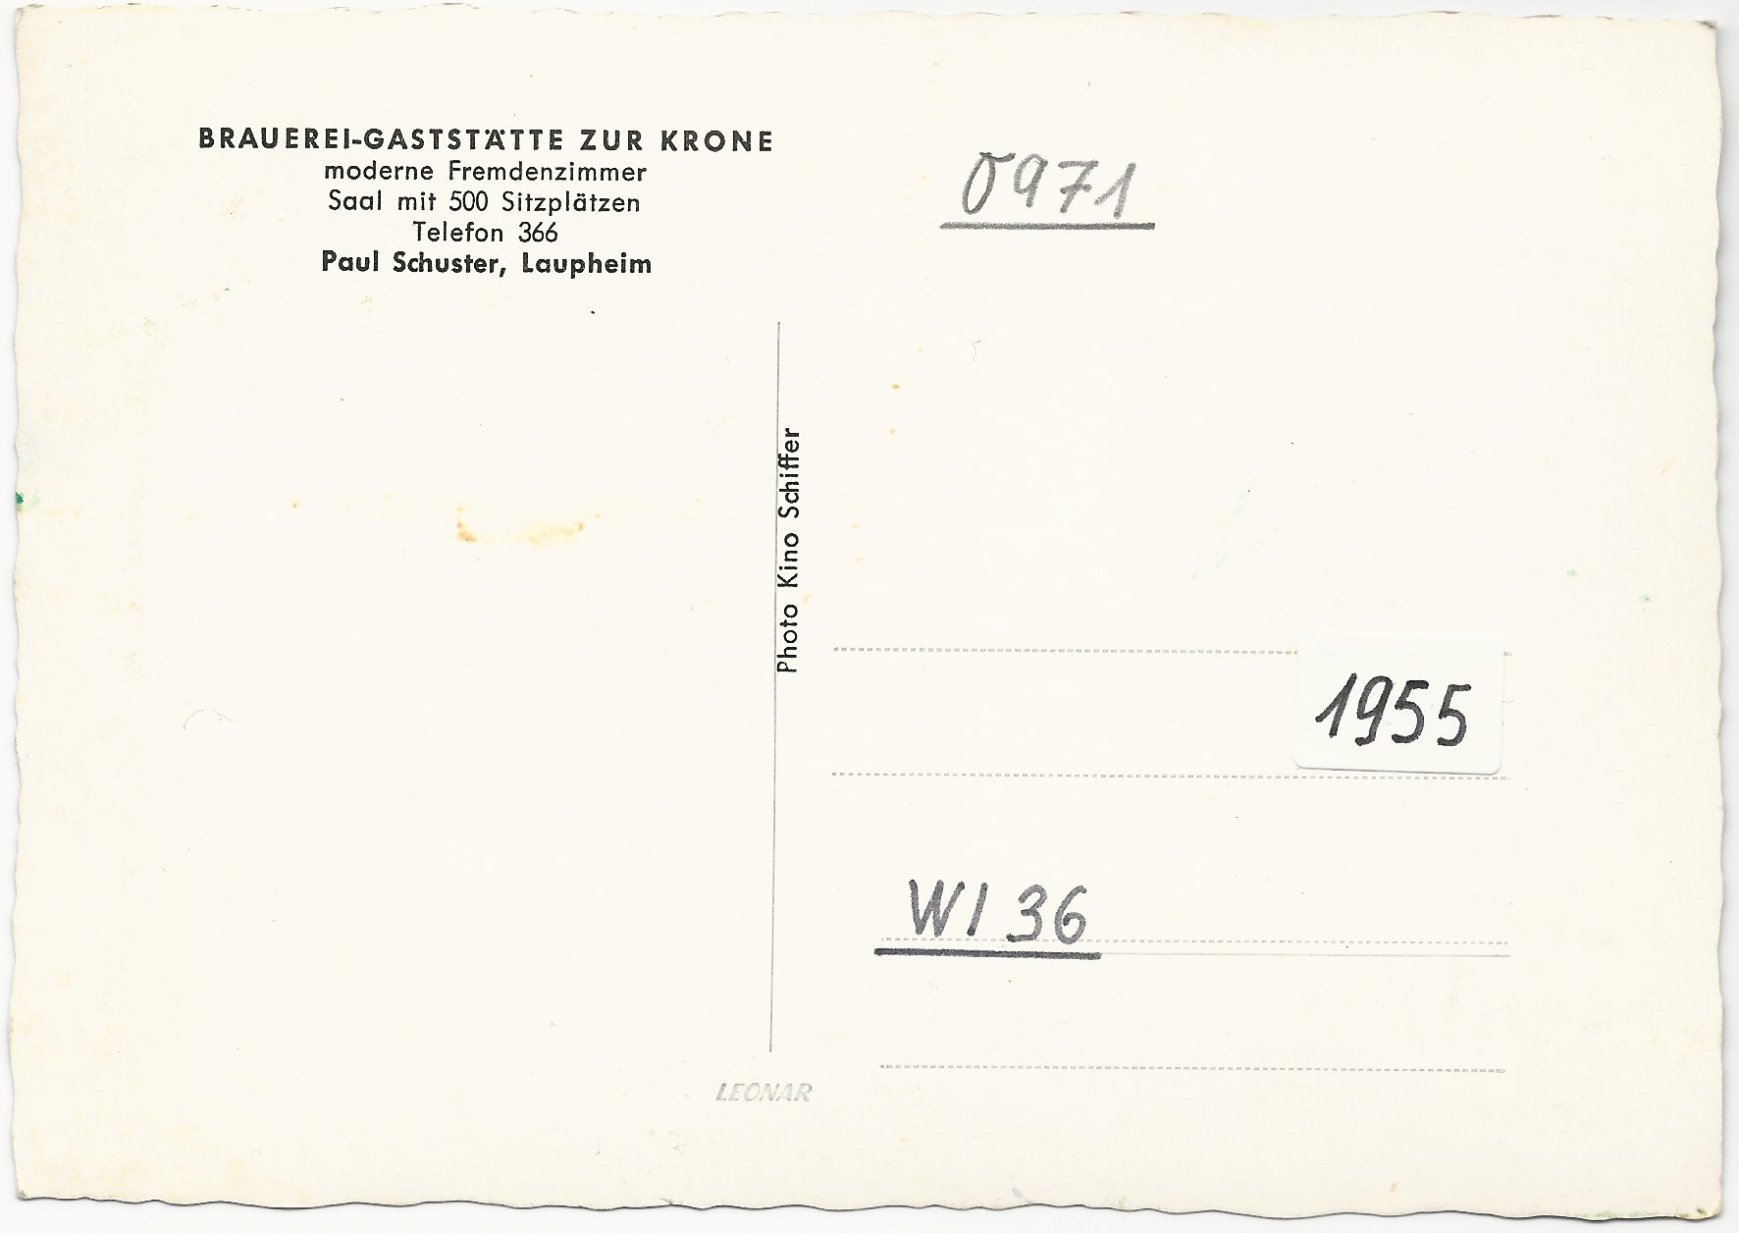 BRAUEREI-GASTSTÄTTE ZUR KRONE
moderne Fremdenzimmer
Saal mit 500 Sitzplätzen
Telefon 366
Paul Schuster, Laupheim
0971
Photo Kino Schiffer
1955
WI 36
LEONAR